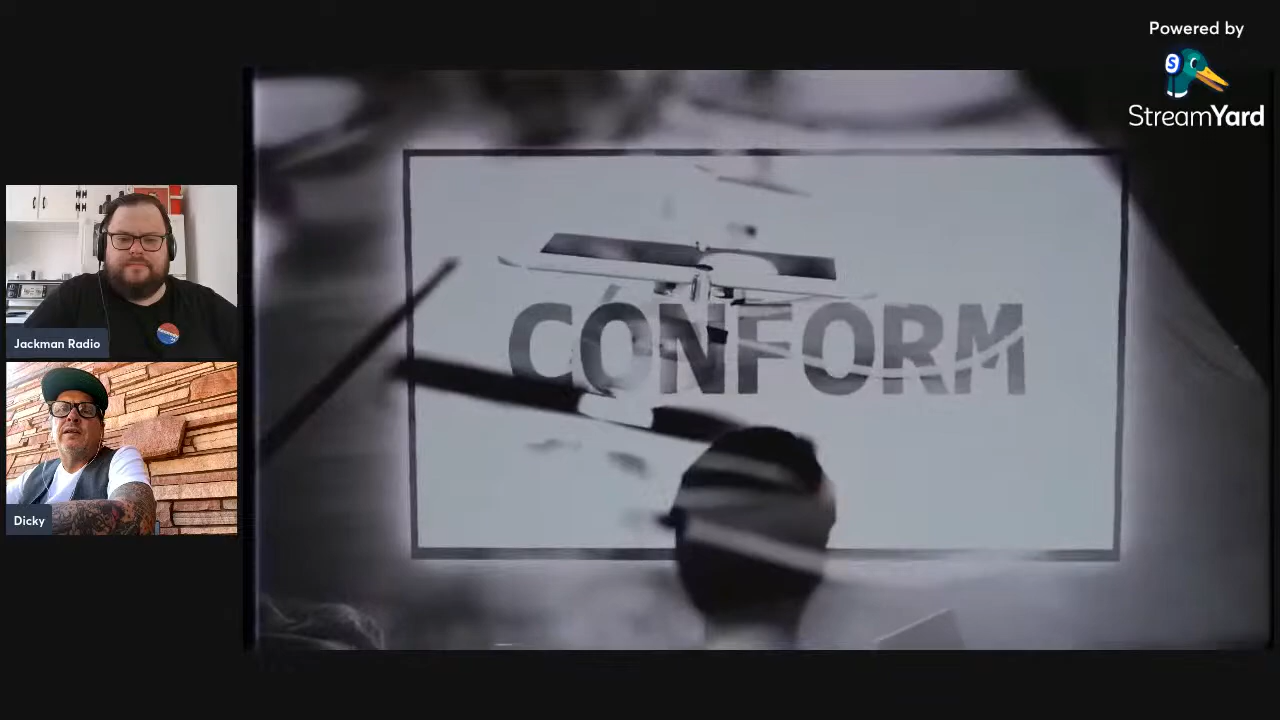 Powered by
S
StreamYard
CONFORM
Jackman Radio
Dicky